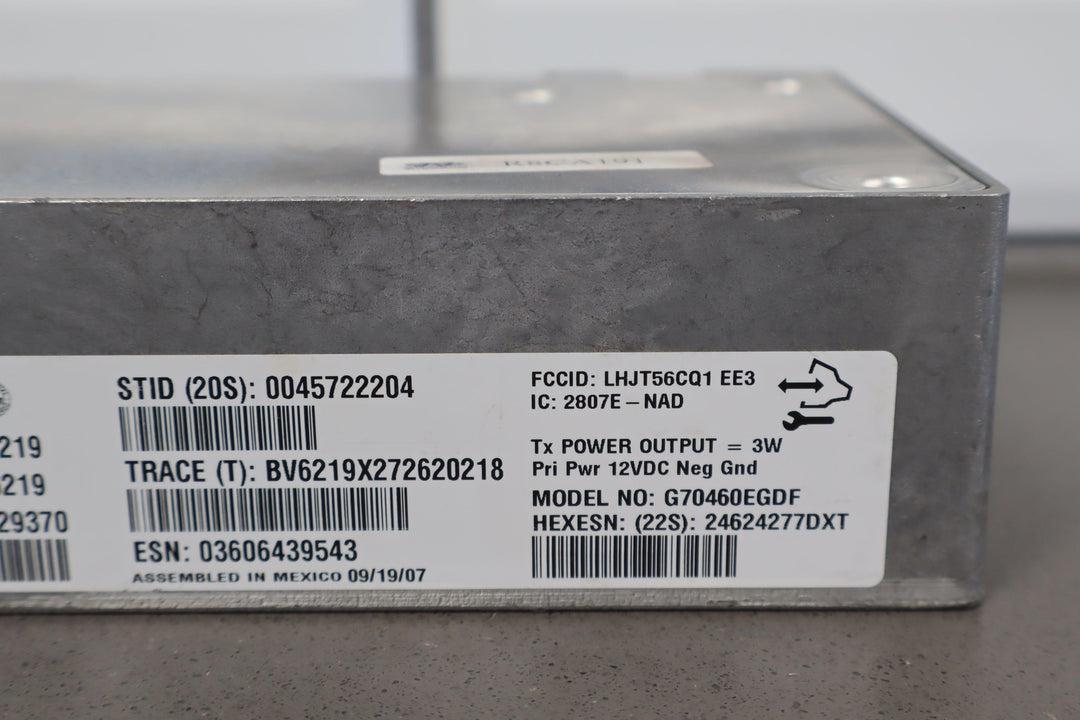 STID (20S): 0045722204
TRACE (T): BV6219X272620218
ESN: 03606439543
ASSEMBLED IN MEXICO 09/19/07
FCCID: LHJT56CQ1 EE3
IC: 2807E-NAD
Tx POWER OUTPUT = 3W
Pri Pwr 12VDC Neg Gnd
MODEL NO: G70460EGDF
HEXESN: (22S): 24624277DXT
219
219
29370